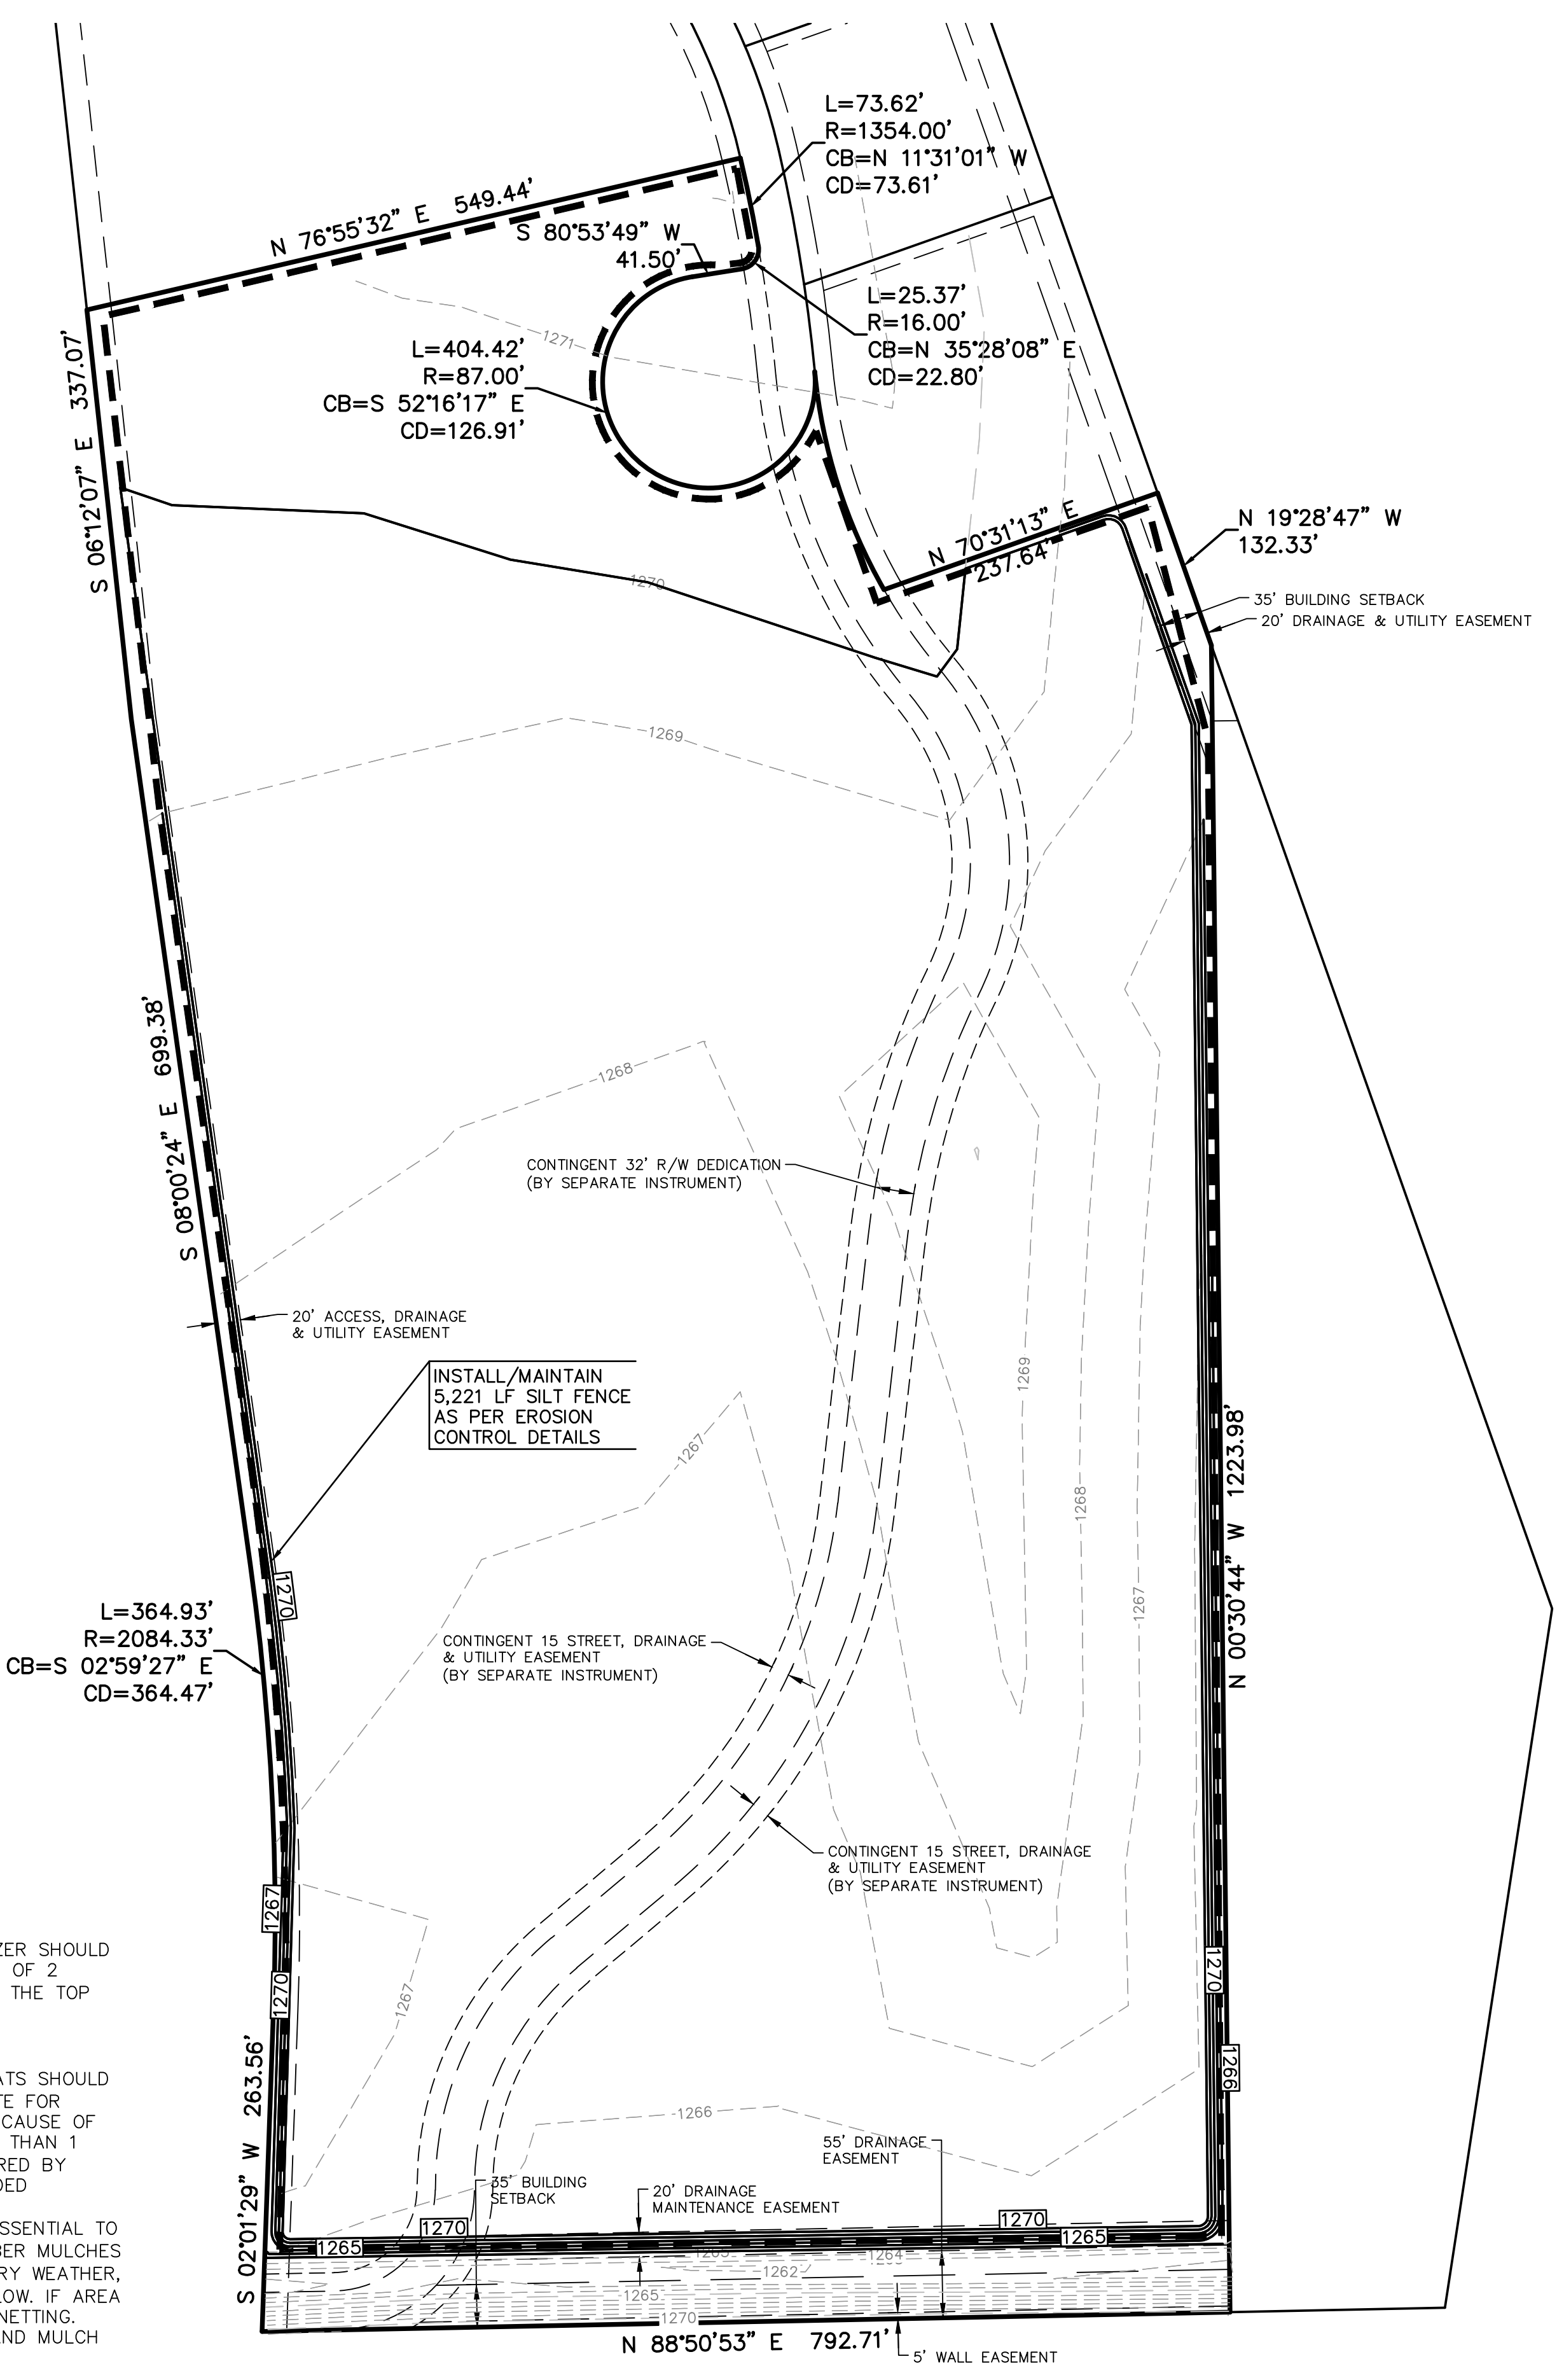 L=73.62'
R=1354.00'
CB=N 11°31'01" W
CD=73.61'
N 76°55'32" E 549.44'
S 80°53'49" W
41.50'
L=25.37'
R=16.00'
CB=N 35°28'08" E
CD=22.80'
L=404.42'
R=87.00'
CB=S 52°16'17" E
CD=126.91'
1271
S 06°12'07" E 337.07'
N 70°31'13" E
237.64'
N 19°28'47" W
132.33'
1270
35' BUILDING SETBACK
20' DRAINAGE & UTILITY EASEMENT
1269
S 08°00'24" E 699.38'
1268
CONTINGENT 32' R/W DEDICATION
(BY SEPARATE INSTRUMENT)
20' ACCESS, DRAINAGE
& UTILITY EASEMENT
INSTALL/MAINTAIN
5,221 LF SILT FENCE
AS PER EROSION
CONTROL DETAILS
1269
1267
1268
N 00°30'44" W 1223.98'
1270
1267
L=364.93'
R=2084.33'
CB=S 02°59'27" E
CD=364.47'
CONTINGENT 15 STREET, DRAINAGE
& UTILITY EASEMENT
(BY SEPARATE INSTRUMENT)
CONTINGENT 15 STREET, DRAINAGE
& UTILITY EASEMENT
(BY SEPARATE INSTRUMENT)
1267
1270
1267
1270
1266
ZER SHOULD
OF 2
THE TOP
ATS SHOULD
TE FOR
CAUSE OF
THAN 1
RED BY
DED
SSENTIAL TO
BER MULCHES
RY WEATHER,
LOW. IF AREA
NETTING.
AND MULCH
S 02°01'29" W 263.56'
1266
55' DRAINAGE
EASEMENT
35' BUILDING
SETBACK
20' DRAINAGE
MAINTENANCE EASEMENT
1270
1270
1265
1265
1264
1262
1265
1270
N 88°50'53" E 792.71'
5' WALL EASEMENT